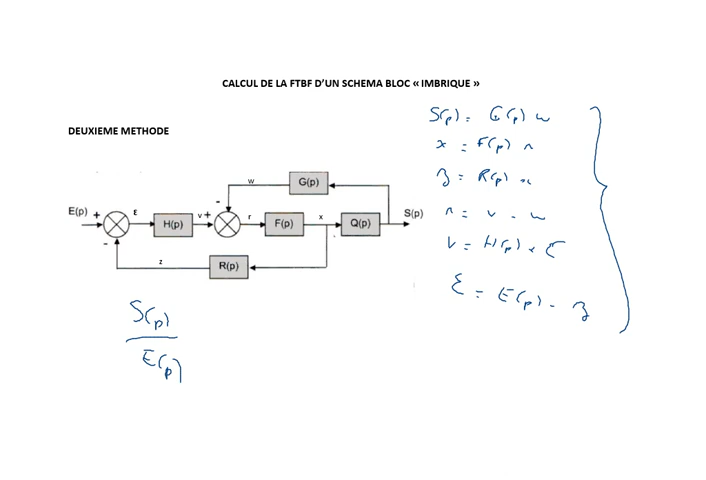 CALCUL DE LA FTBF D'UN SCHEMA BLOC « IMBRIQUE »
DEUXIEME METHODE
S(p) = G(p) w
x = F(p) r
z = R(p) x
r = v - w
v = H(p) × ε
ε = E(p) - z
w G(p)
-
E(p) + ε H(p) v + r F(p) x Q(p) S(p)
-
z R(p)
S(p)
E(p)